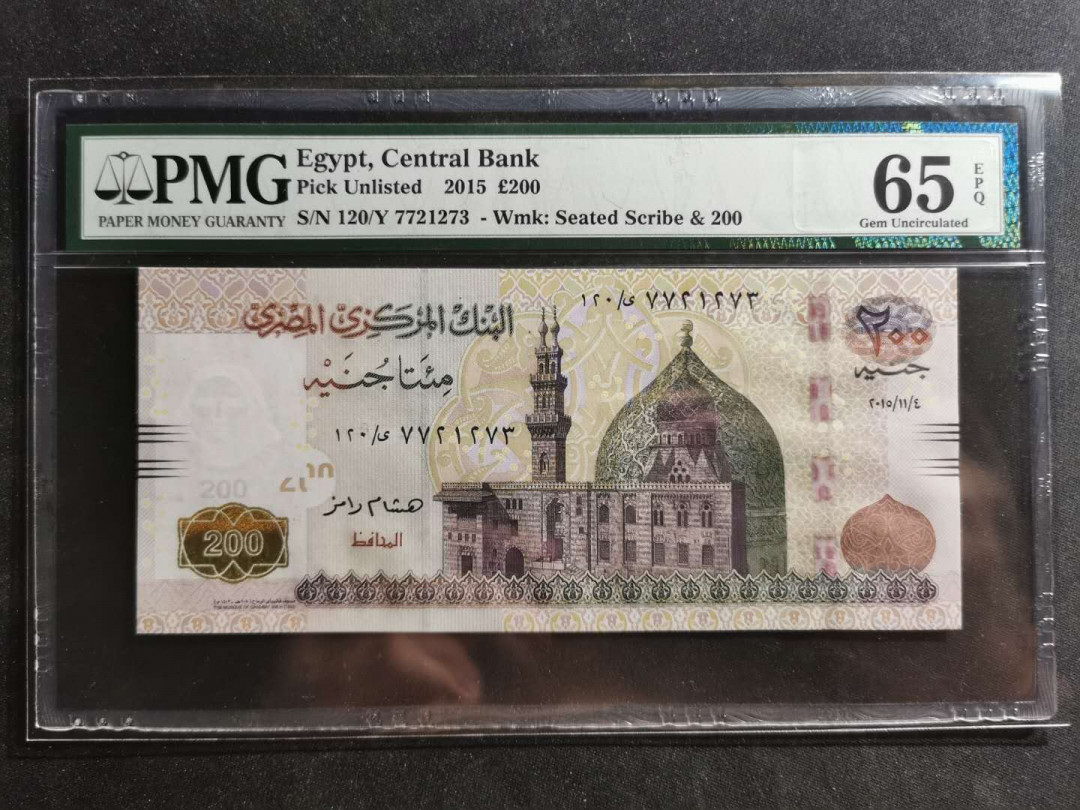 PMG
PAPER MONEY GUARANTY
Egypt, Central Bank
Pick Unlisted 2015 £200
S/N 120/Y 7721273 - Wmk: Seated Scribe & 200
65
EPQ
Gem Uncirculated
١٢٠/ى ٧٧٢١٢٧٣
البنك المركزى المصرى
مئتا جنيه
٢٠٠
جنيه
٢٠١٥/١١/٤
١٢٠/ى ٧٧٢١٢٧٣
200
هشام رامز
المحافظ
200